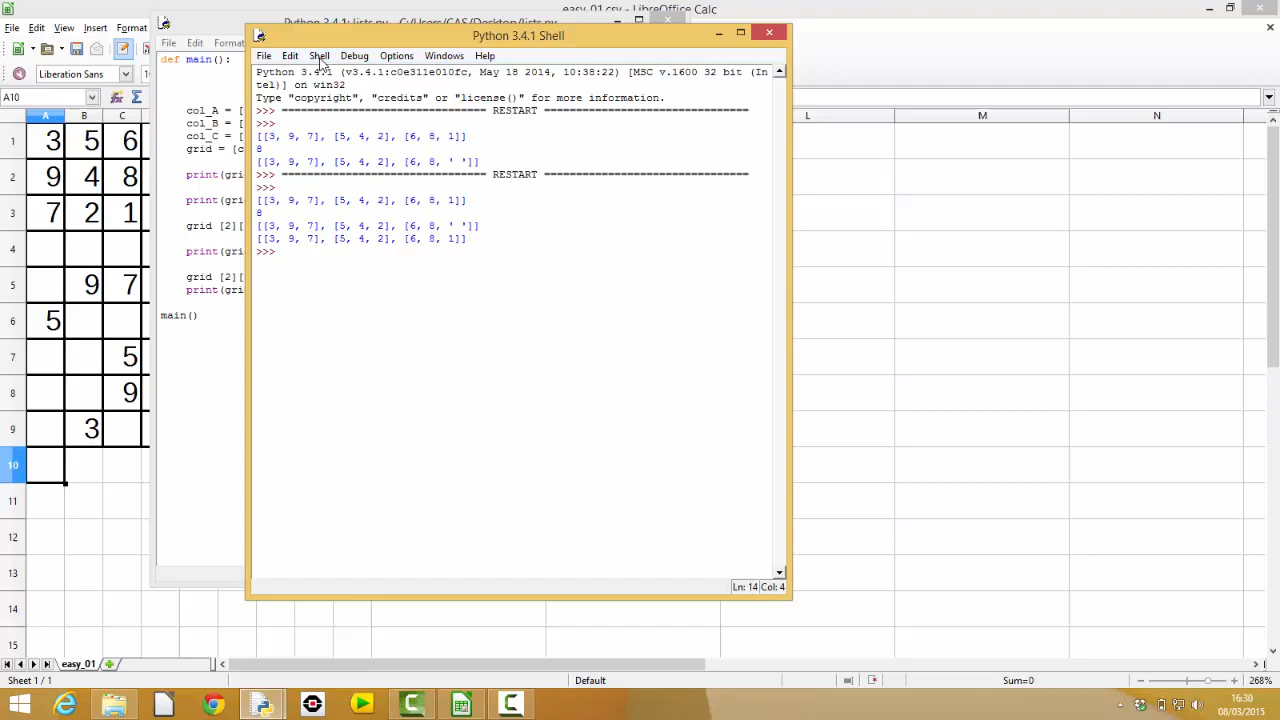 easy_01.csv - LibreOffice Calc
Python 3.4.1: lists.py - C:/Users/CAS/Desktop/lists.py
Python 3.4.1 Shell
File Edit View Insert Format
File Edit Format
File Edit Shell Debug Options Windows Help
Liberation Sans
A10
A B C L M N
1 3 5 6
2 9 4 8
3 7 2 1
4
5 9 7
6 5
7 5
8 9
9 3
10
11
12
13
14
15
def main():
col_A = [
col_B = [
col_C = [
grid = [c
print(gri
print(gri
grid [2][
print(gri
grid [2][
print(gri
main()
Python 3.4.1 (v3.4.1:c0e311e010fc, May 18 2014, 10:38:22) [MSC v.1600 32 bit (In
tel)] on win32
Type "copyright", "credits" or "license()" for more information.
>>> ================================ RESTART ================================
>>>
[[3, 9, 7], [5, 4, 2], [6, 8, 1]]
8
[[3, 9, 7], [5, 4, 2], [6, 8, ' ']]
>>> ================================ RESTART ================================
>>>
[[3, 9, 7], [5, 4, 2], [6, 8, 1]]
8
[[3, 9, 7], [5, 4, 2], [6, 8, ' ']]
[[3, 9, 7], [5, 4, 2], [6, 8, 1]]
>>>
Ln: 14 Col: 4
easy_01
Sheet 1 / 1 Default Sum=0 268%
16:30
08/03/2015